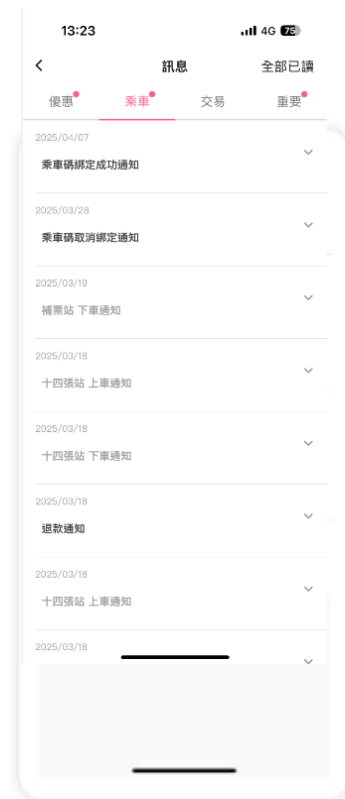 13:23
4G 75
訊息
全部已讀
優惠
乘車
交易
重要
2025/04/07
乘車碼綁定成功通知
2025/03/28
乘車碼取消綁定通知
2025/03/19
補票站 下車通知
2025/03/18
十四張站 上車通知
2025/03/18
十四張站 下車通知
2025/03/18
退款通知
2025/03/18
十四張站 上車通知
2025/03/18